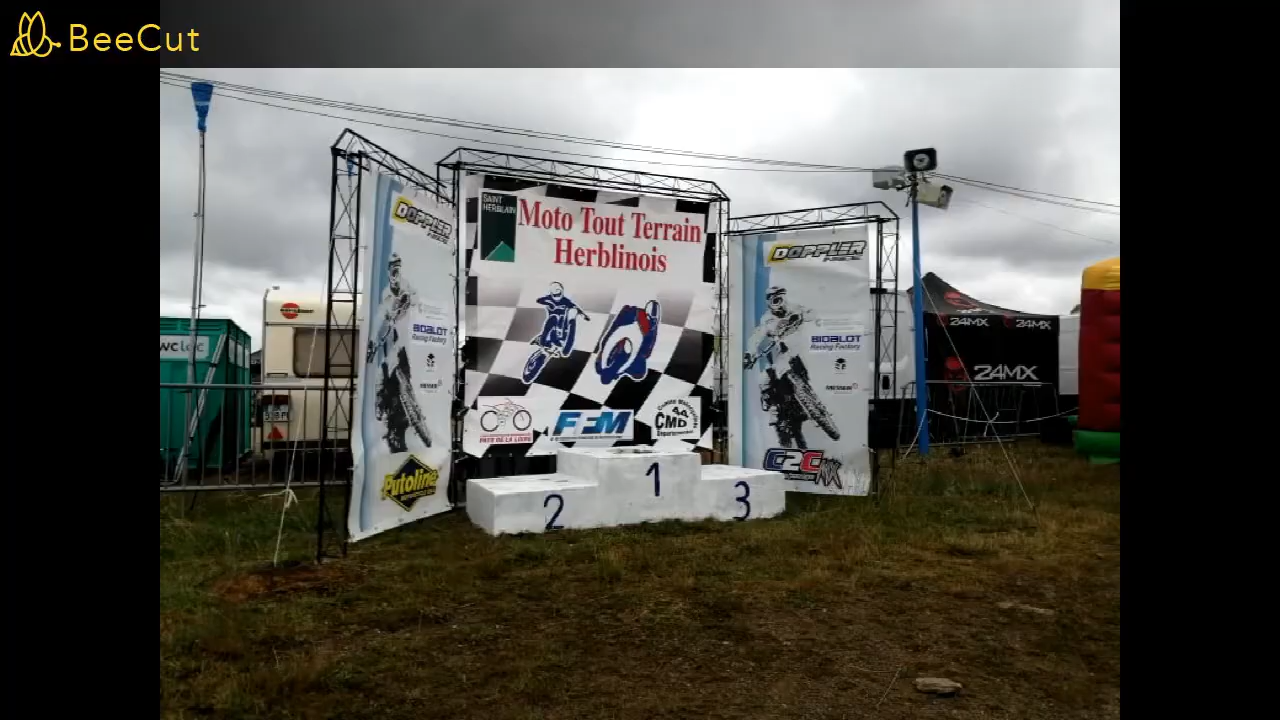 BeeCut
SAINT
HERBLAIN
Moto Tout Terrain
Herblinois
DOPPLER
DOPPLER
BIDALOT
Racing Factory
BIDALOT
Racing Factory
wcloc
24MX
24MX
24MX
FFM
44
CMD
Putoline
C2C MX
1
2
3